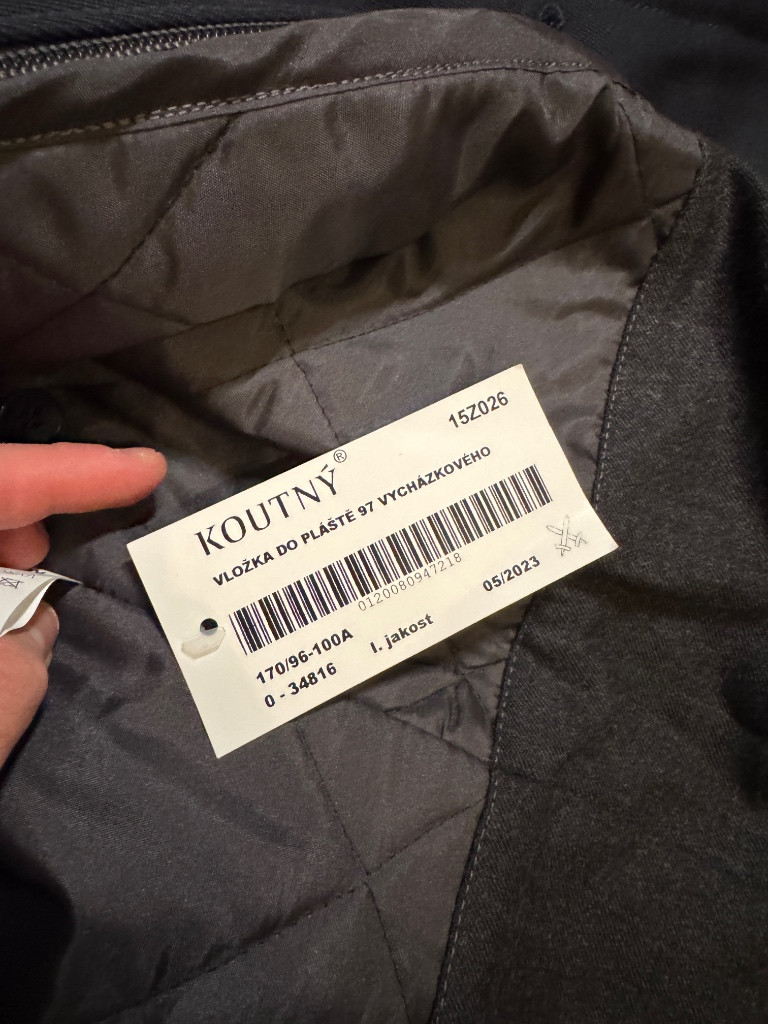 15Z026
KOUTNÝ®
VLOŽKA DO PLÁŠTĚ 97 VYCHÁZKOVÉHO
0120080947218
170/96-100A
I. jakost
05/2023
0 - 34816